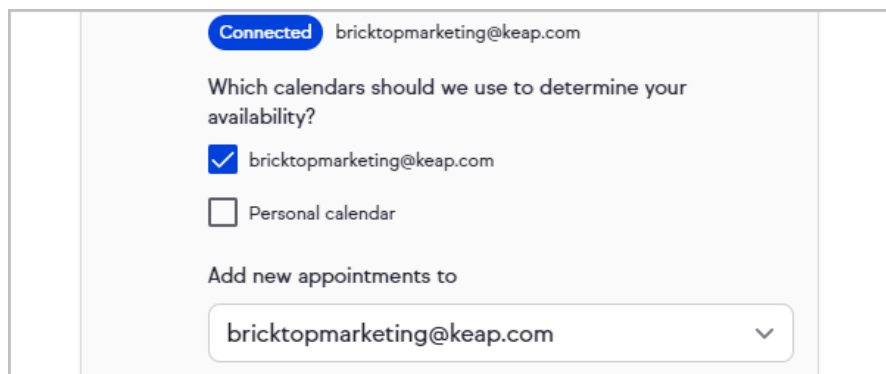 Connected bricktopmarketing@keap.com
Which calendars should we use to determine your
availability?
bricktopmarketing@keap.com
Personal calendar
Add new appointments to
bricktopmarketing@keap.com